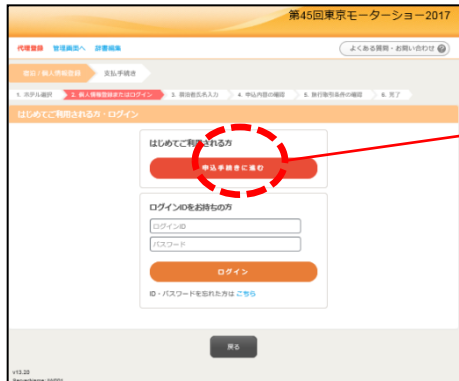 第45回東京モーターショー2017
代理登録 管理画面へ 辞書編集
よくある質問・お問い合わせ
宿泊/個人情報登録 支払手続き
1. ホテル選択 2. 個人情報登録またはログイン 3. 宿泊者氏名入力 4. 申込内容の確認 5. 旅行取引条件の確認 6. 完了
はじめてご利用される方・ログイン
はじめてご利用される方
申込手続きに進む
ログインIDをお持ちの方
ログインID
パスワード
ログイン
ID・パスワードを忘れた方は こちら
戻る
v13.20